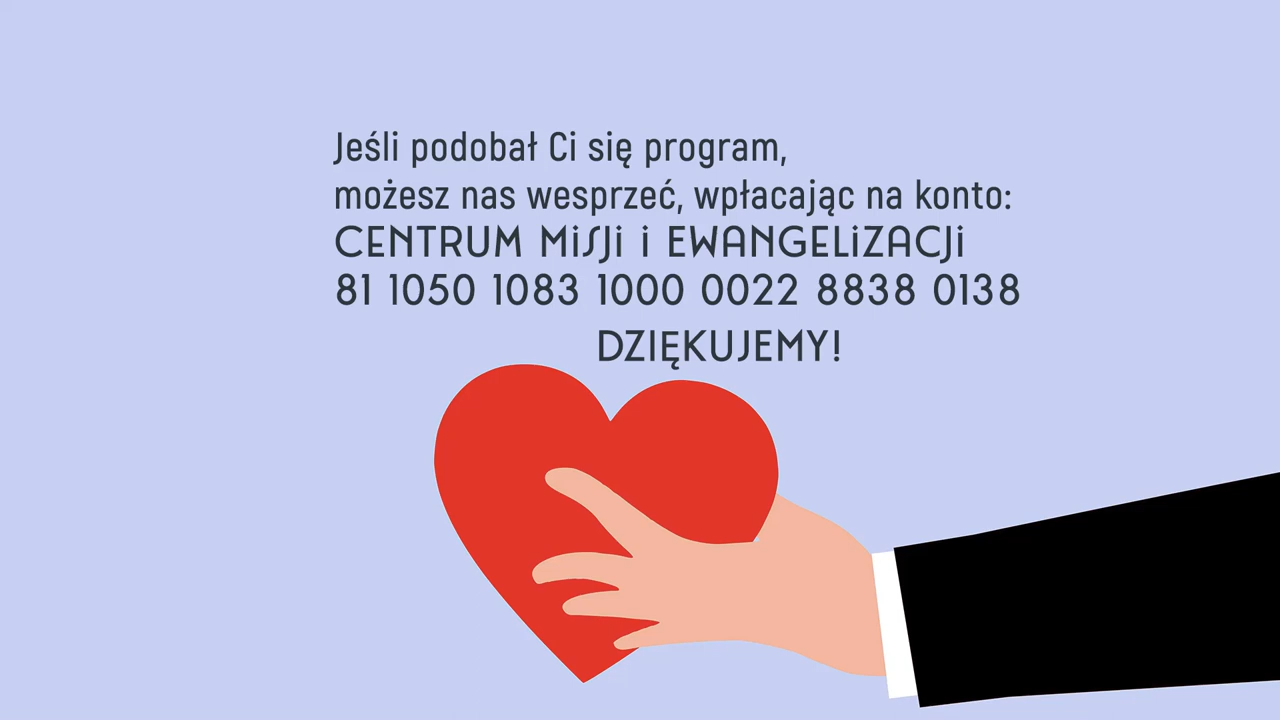 Jeśli podobał Ci się program,
możesz nas wesprzeć, wpłacając na konto:
CENTRUM MiSJi i EWANGELiZACJi
81 1050 1083 1000 0022 8838 0138
DZIĘKUJEMY!